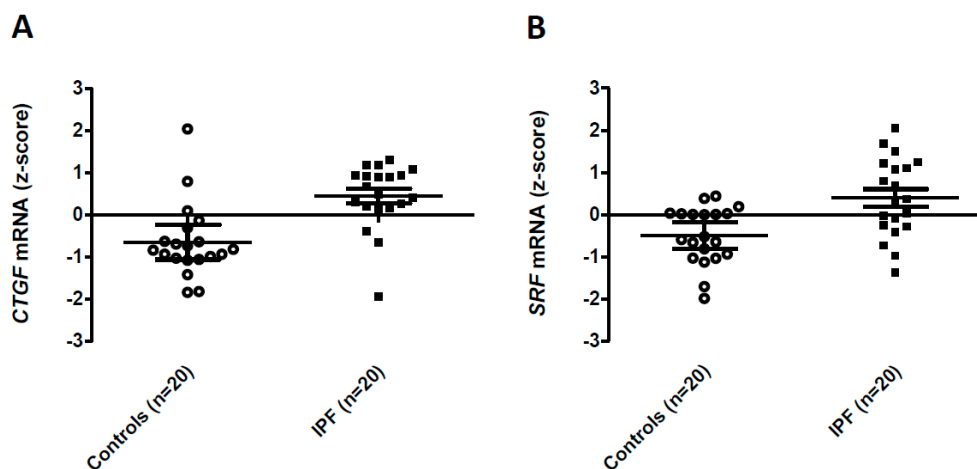 A
CTGF mRNA (z-score)
3
2
1
0
-1
-2
-3
Controls (n=20)
IPF (n=20)
B
SRF mRNA (z-score)
3
2
1
0
-1
-2
-3
Controls (n=20)
IPF (n=20)